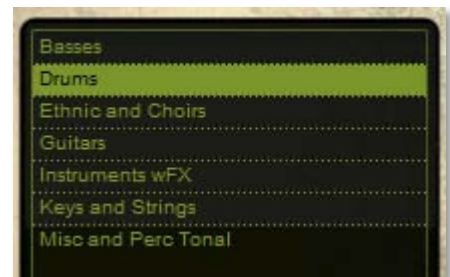 Basses
Drums
Ethnic and Choirs
Guitars
Instruments wFX
Keys and Strings
Misc and Perc Tonal